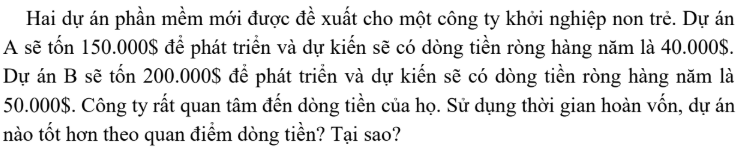 Hai dự án phần mềm mới được đề xuất cho một công ty khởi nghiệp non trẻ. Dự án
A sẽ tốn 150.000$ để phát triển và dự kiến sẽ có dòng tiền ròng hàng năm là 40.000$.
Dự án B sẽ tốn 200.000$ để phát triển và dự kiến sẽ có dòng tiền ròng hàng năm là
50.000$. Công ty rất quan tâm đến dòng tiền của họ. Sử dụng thời gian hoàn vốn, dự án
nào tốt hơn theo quan điểm dòng tiền? Tại sao?